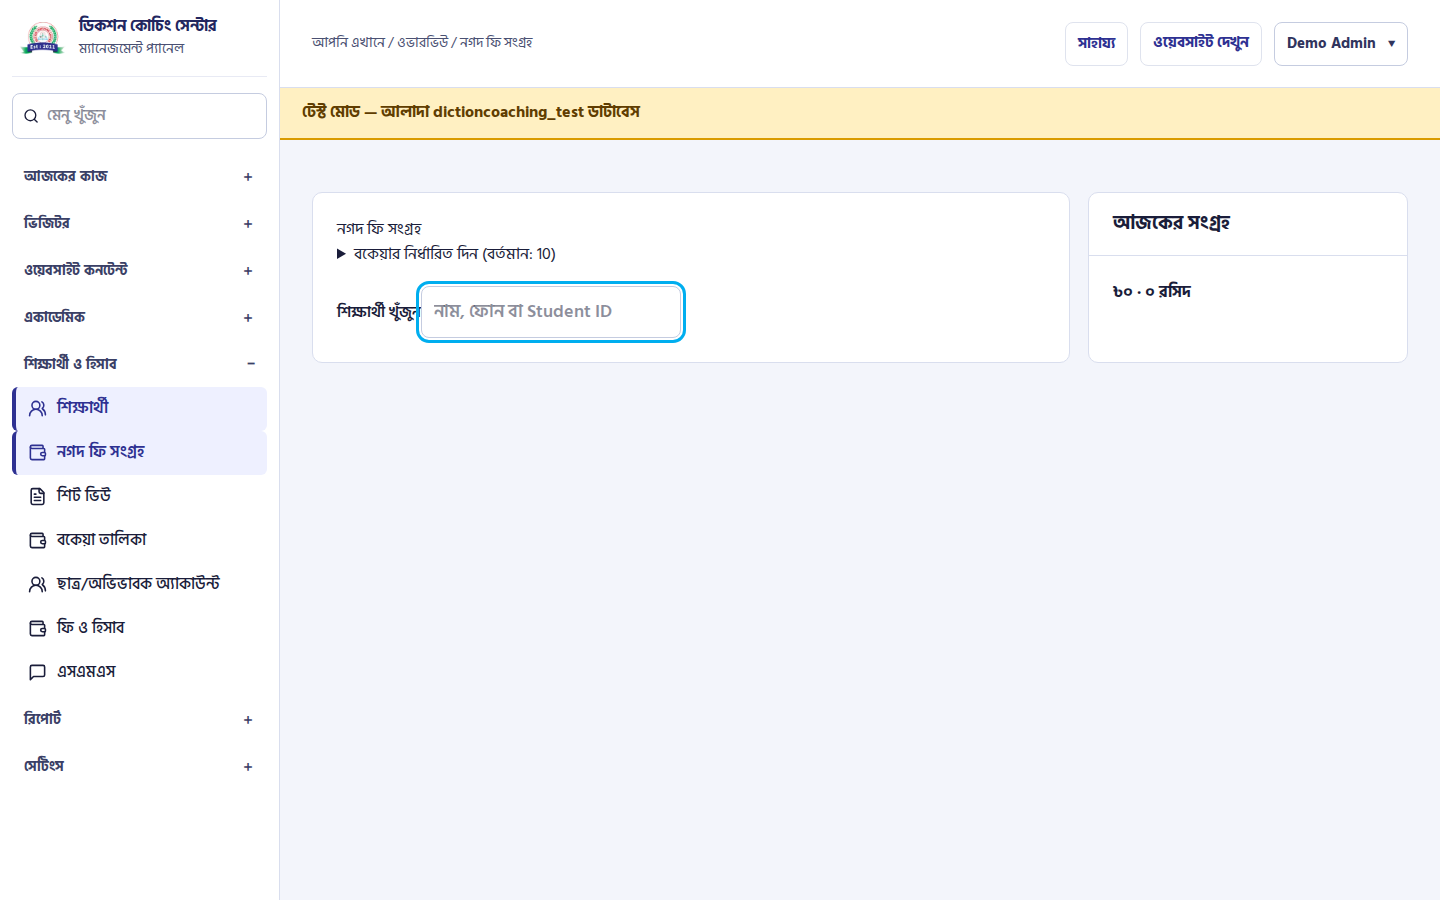 ডিকশন কোচিং সেন্টার
ম্যানেজমেন্ট প্যানেল
Est : 2011
মেনু খুঁজুন
আজকের কাজ +
ভিজিটর +
ওয়েবসাইট কনটেন্ট +
একাডেমিক +
শিক্ষার্থী ও হিসাব −
শিক্ষার্থী
নগদ ফি সংগ্রহ
শিট ভিউ
বকেয়া তালিকা
ছাত্র/অভিভাবক অ্যাকাউন্ট
ফি ও হিসাব
এসএমএস
রিপোর্ট +
সেটিংস +
আপনি এখানে / ওভারভিউ / নগদ ফি সংগ্রহ
সাহায্য
ওয়েবসাইট দেখুন
Demo Admin
টেস্ট মোড — আলাদা dictioncoaching_test ডাটাবেস
নগদ ফি সংগ্রহ
বকেয়ার নির্ধারিত দিন (বর্তমান: 10)
শিক্ষার্থী খুঁজুন নাম, ফোন বা Student ID
আজকের সংগ্রহ
৳০ · ০ রসিদ